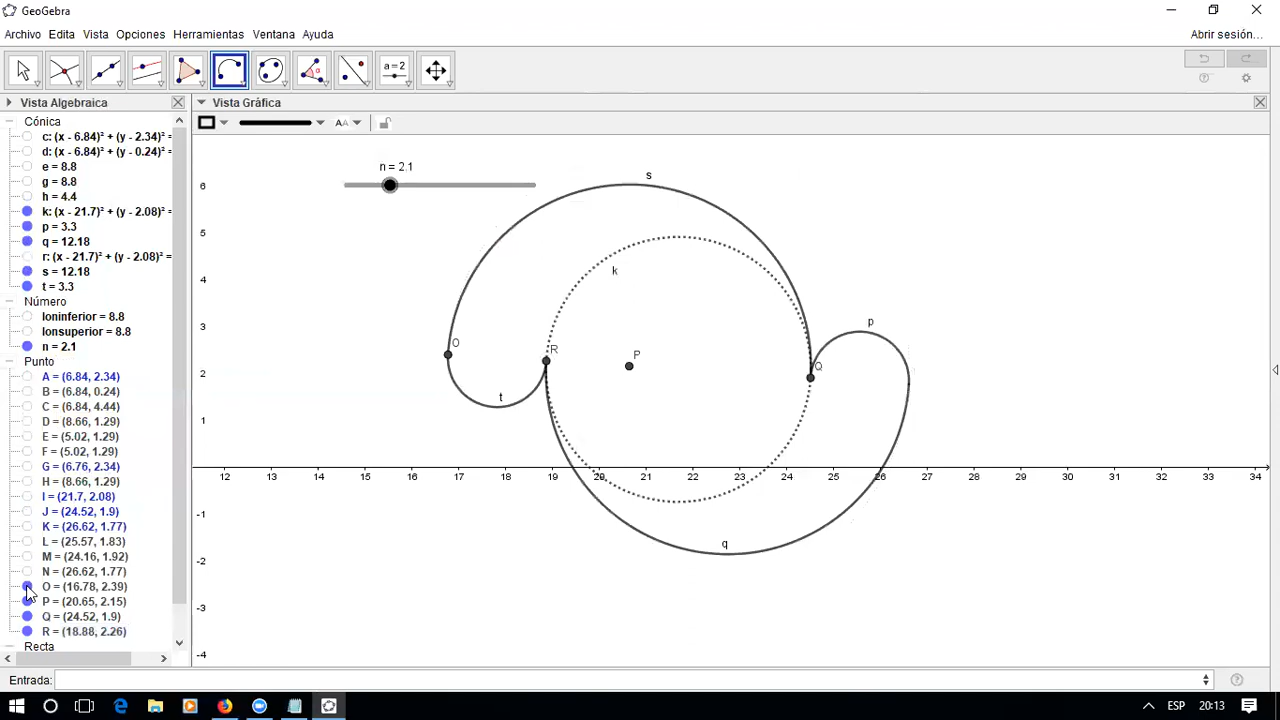 GeoGebra
Archivo Edita Vista Opciones Herramientas Ventana Ayuda
Abrir sesión...
a = 2
Vista Algebraica
Vista Gráfica
AA
Cónica
c: (x - 6.84)² + (y - 2.34)² =
d: (x - 6.84)² + (y - 0.24)² =
e = 8.8
g = 8.8
h = 4.4
k: (x - 21.7)² + (y - 2.08)² =
p = 3.3
q = 12.18
r: (x - 21.7)² + (y - 2.08)² =
s = 12.18
t = 3.3
Número
loninferior = 8.8
lonsuperior = 8.8
n = 2.1
Punto
A = (6.84, 2.34)
B = (6.84, 0.24)
C = (6.84, 4.44)
D = (8.66, 1.29)
E = (5.02, 1.29)
F = (5.02, 1.29)
G = (6.76, 2.34)
H = (8.66, 1.29)
I = (21.7, 2.08)
J = (24.52, 1.9)
K = (26.62, 1.77)
L = (25.57, 1.83)
M = (24.16, 1.92)
N = (26.62, 1.77)
O = (16.78, 2.39)
P = (20.65, 2.15)
Q = (24.52, 1.9)
R = (18.88, 2.26)
Recta
n = 2.1
s
k
p
O
R
P
Q
t
q
6
5
4
3
2
1
-1
-2
-3
-4
12 13 14 15 16 17 18 19 20 21 22 23 24 25 26 27 28 29 30 31 32 33 34
Entrada:
ESP 20:13